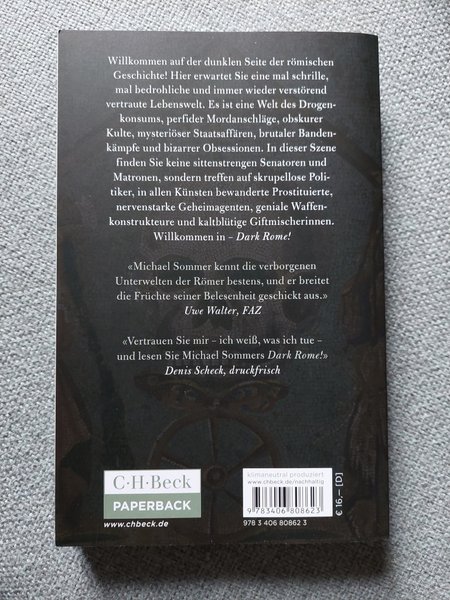 Willkommen auf der dunklen Seite der römischen
Geschichte! Hier erwartet Sie eine mal schrille,
mal bedrohliche und immer wieder verstörend
vertraute Lebenswelt. Es ist eine Welt des Drogen-
konsums, perfider Mordanschläge, obskurer
Kulte, mysteriöser Staatsaffären, brutaler Banden-
kämpfe und bizarrer Obsessionen. In dieser Szene
finden Sie keine sittenstrengen Senatoren und
Matronen, sondern treffen auf skrupellose Poli-
tiker, in allen Künsten bewanderte Prostituierte,
nervenstarke Geheimagenten, geniale Waffen-
konstrukteure und kaltblütige Giftmischerinnen.
Willkommen in – Dark Rome!
«Michael Sommer kennt die verborgenen
Unterwelten der Römer bestens, und er breitet
die Früchte seiner Belesenheit geschickt aus.»
Uwe Walter, FAZ
«Vertrauen Sie mir – ich weiß, was ich tue –
und lesen Sie Michael Sommers Dark Rome!»
Denis Scheck, druckfrisch
C·H·Beck
PAPERBACK
www.chbeck.de
klimaneutral produziert
www.chbeck.de/nachhaltig
9 783406 808623
978 3 406 80862 3
€ 16,– [D]